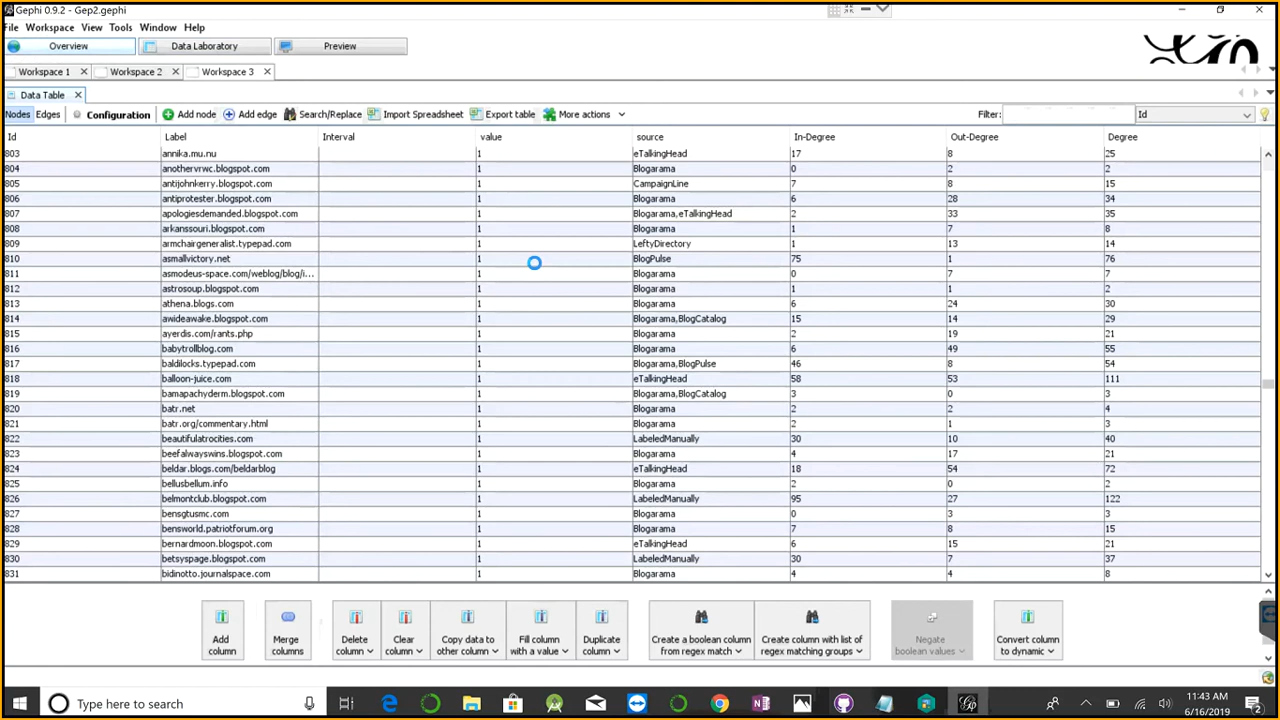 Gephi 0.9.2 - Gep2.gephi
File Workspace View Tools Window Help
Overview Data Laboratory Preview
Workspace 1 Workspace 2 Workspace 3
Data Table
Nodes Edges Configuration Add node Add edge Search/Replace Import Spreadsheet Export table More actions Filter: Id
Id Label Interval value source In-Degree Out-Degree Degree
803 annika.mu.nu 1 eTalkingHead 17 8 25
804 anothervrwc.blogspot.com 1 Blogarama 0 2 2
805 antijohnkerry.blogspot.com 1 CampaignLine 7 8 15
806 antiprotester.blogspot.com 1 Blogarama 6 28 34
807 apologiesdemanded.blogspot.com 1 Blogarama,eTalkingHead 2 33 35
808 arkanssouri.blogspot.com 1 Blogarama 1 7 8
809 armchairgeneralist.typepad.com 1 LeftyDirectory 1 13 14
810 asmallvictory.net 1 BlogPulse 75 1 76
811 asmodeus-space.com/weblog/blog/i... 1 Blogarama 0 7 7
812 astrosoup.blogspot.com 1 Blogarama 1 1 2
813 athena.blogs.com 1 Blogarama 6 24 30
814 awideawake.blogspot.com 1 Blogarama,BlogCatalog 15 14 29
815 ayerdis.com/rants.php 1 Blogarama 2 19 21
816 babytrollblog.com 1 Blogarama 6 49 55
817 baldilocks.typepad.com 1 Blogarama,BlogPulse 46 8 54
818 balloon-juice.com 1 eTalkingHead 58 53 111
819 bamapachyderm.blogspot.com 1 Blogarama,BlogCatalog 3 0 3
820 batr.net 1 Blogarama 2 2 4
821 batr.org/commentary.html 1 Blogarama 2 1 3
822 beautifulatrocities.com 1 LabeledManually 30 10 40
823 beefalwayswins.blogspot.com 1 Blogarama 4 17 21
824 beldar.blogs.com/beldarblog 1 eTalkingHead 18 54 72
825 bellusbellum.info 1 Blogarama 2 0 2
826 belmontclub.blogspot.com 1 LabeledManually 95 27 122
827 bensgtusmc.com 1 Blogarama 0 3 3
828 bensworld.patriotforum.org 1 Blogarama 7 8 15
829 bernardmoon.blogspot.com 1 eTalkingHead 6 15 21
830 betsyspage.blogspot.com 1 LabeledManually 30 7 37
831 bidinotto.journalspace.com 1 Blogarama 4 4 8
Add Merge Delete Clear Copy data to Fill column Duplicate Create a boolean column Create column with list of Negate Convert column
column columns column column other column with a value column from regex match regex matching groups boolean values to dynamic
Type here to search
11:43 AM
6/16/2019
2